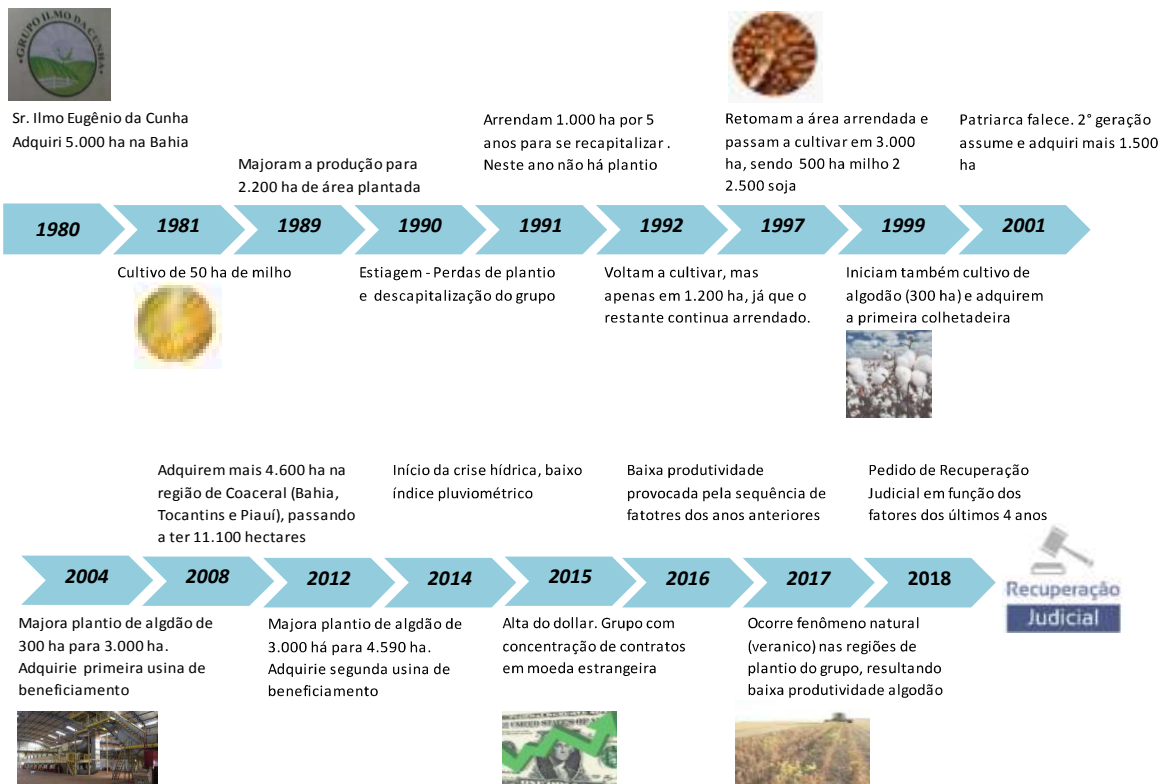 GRUPO ILMO DA CUNHA
Sr. Ilmo Eugênio da Cunha
Adquiri 5.000 ha na Bahia
Majoram a produção para
2.200 ha de área plantada
Arrendam 1.000 ha por 5
anos para se recapitalizar .
Neste ano não há plantio
Retomam a área arrendada e
passam a cultivar em 3.000
ha, sendo 500 ha milho 2
2.500 soja
Patriarca falece. 2° geração
assume e adquiri mais 1.500
ha
1980
1981
1989
1990
1991
1992
1997
1999
2001
Cultivo de 50 ha de milho
Estiagem - Perdas de plantio
e descapitalização do grupo
Voltam a cultivar, mas
apenas em 1.200 ha, já que o
restante continua arrendado.
Iniciam também cultivo de
algodão (300 ha) e adquirem
a primeira colhetadeira
Adquirem mais 4.600 ha na
região de Coaceral (Bahia,
Tocantins e Piauí), passando
a ter 11.100 hectares
Início da crise hídrica, baixo
índice pluviométrico
Baixa produtividade
provocada pela sequência de
fatotres dos anos anteriores
Pedido de Recuperação
Judicial em função dos
fatores dos últimos 4 anos
2004
2008
2012
2014
2015
2016
2017
2018
Recuperação
Judicial
Majora plantio de algdão de
300 ha para 3.000 ha.
Adquirie primeira usina de
beneficiamento
Majora plantio de algdão de
3.000 há para 4.590 ha.
Adquirie segunda usina de
beneficiamento
Alta do dollar. Grupo com
concentração de contratos
em moeda estrangeira
Ocorre fenômeno natural
(veranico) nas regiões de
plantio do grupo, resultando
baixa produtividade algodão